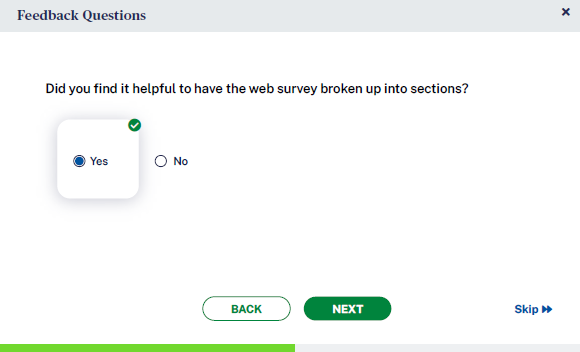 Feedback Questions
Did you find it helpful to have the web survey broken up into sections?
Yes No
BACK NEXT Skip